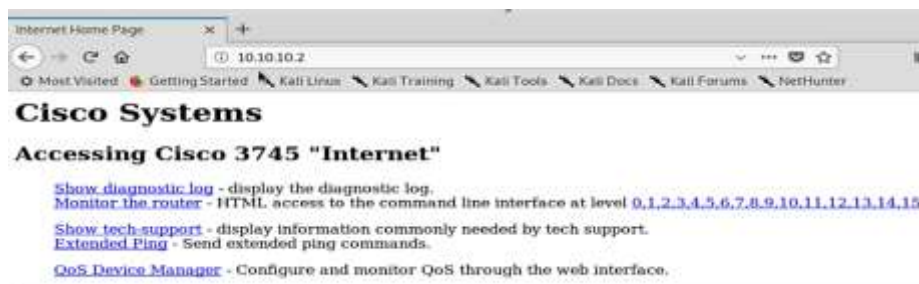 Internet Home Page
10.10.10.2
Most Visited Getting Started Kali Linux Kali Training Kali Tools Kali Docs Kali Forums NetHunter
Cisco Systems
Accessing Cisco 3745 "Internet"
Show diagnostic log - display the diagnostic log.
Monitor the router - HTML access to the command line interface at level 0,1,2,3,4,5,6,7,8,9,10,11,12,13,14,15
Show tech-support - display information commonly needed by tech support.
Extended Ping - Send extended ping commands.
QoS Device Manager - Configure and monitor QoS through the web interface.